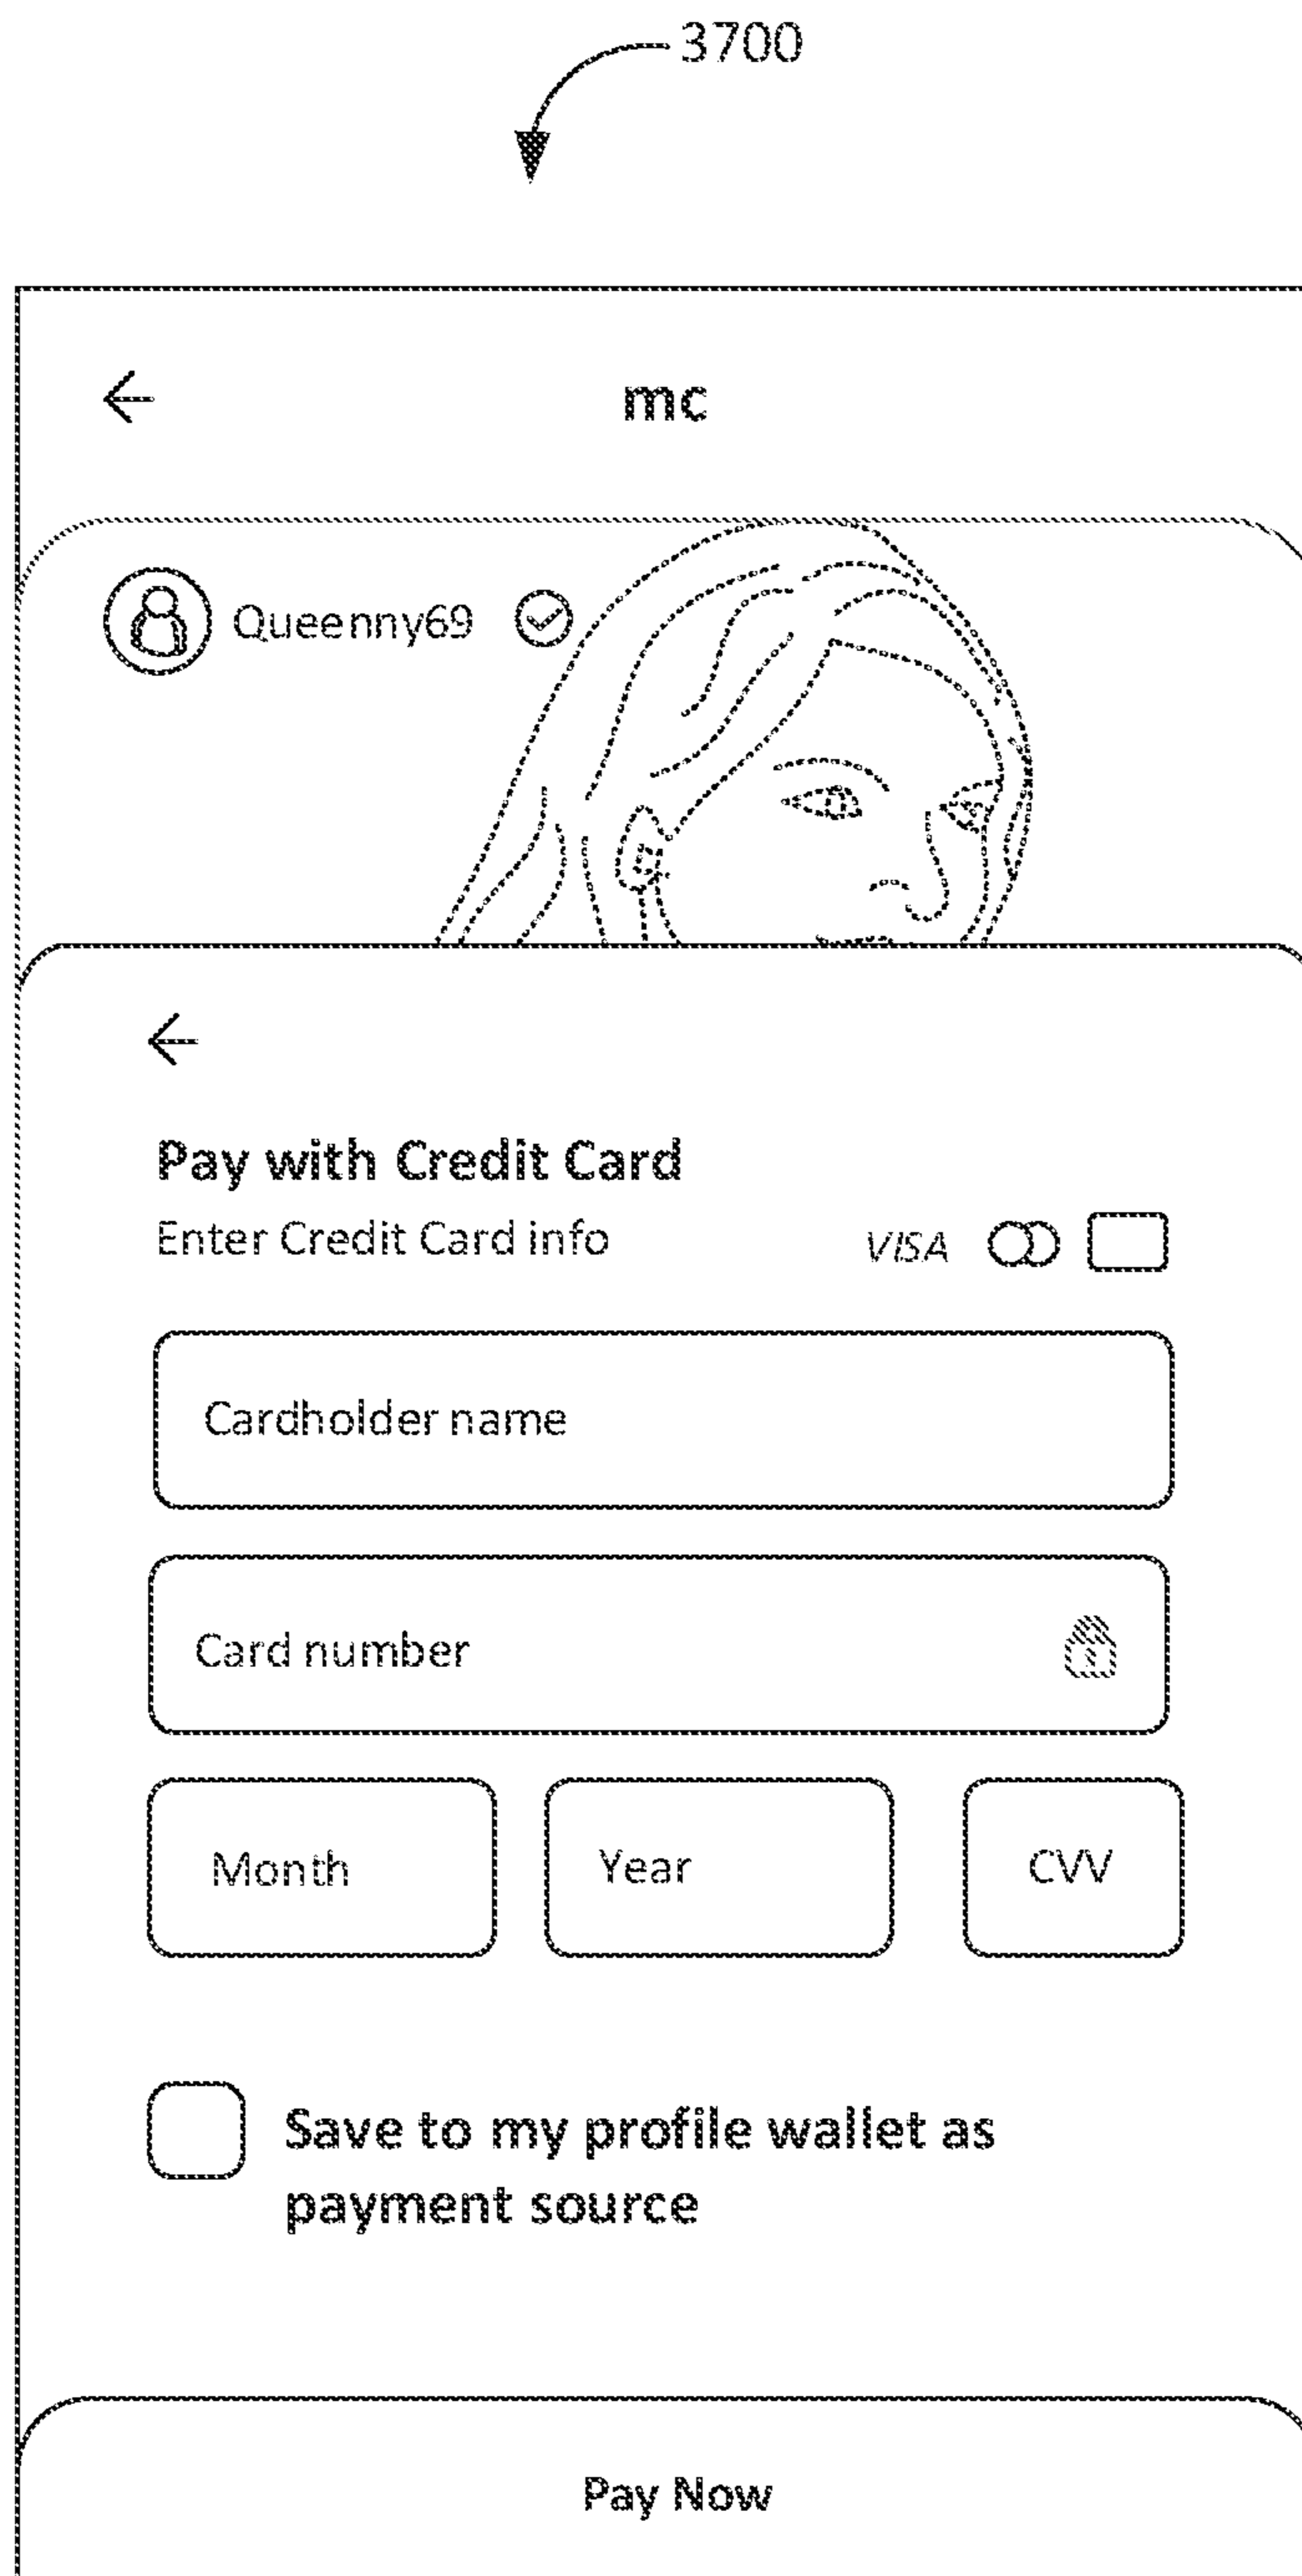 3700
mc
Queenny69
Pay with Credit Card
Enter Credit Card info
VISA
Cardholder name
Card number
Month
Year
CVV
Save to my profile wallet as
payment source
Pay Now